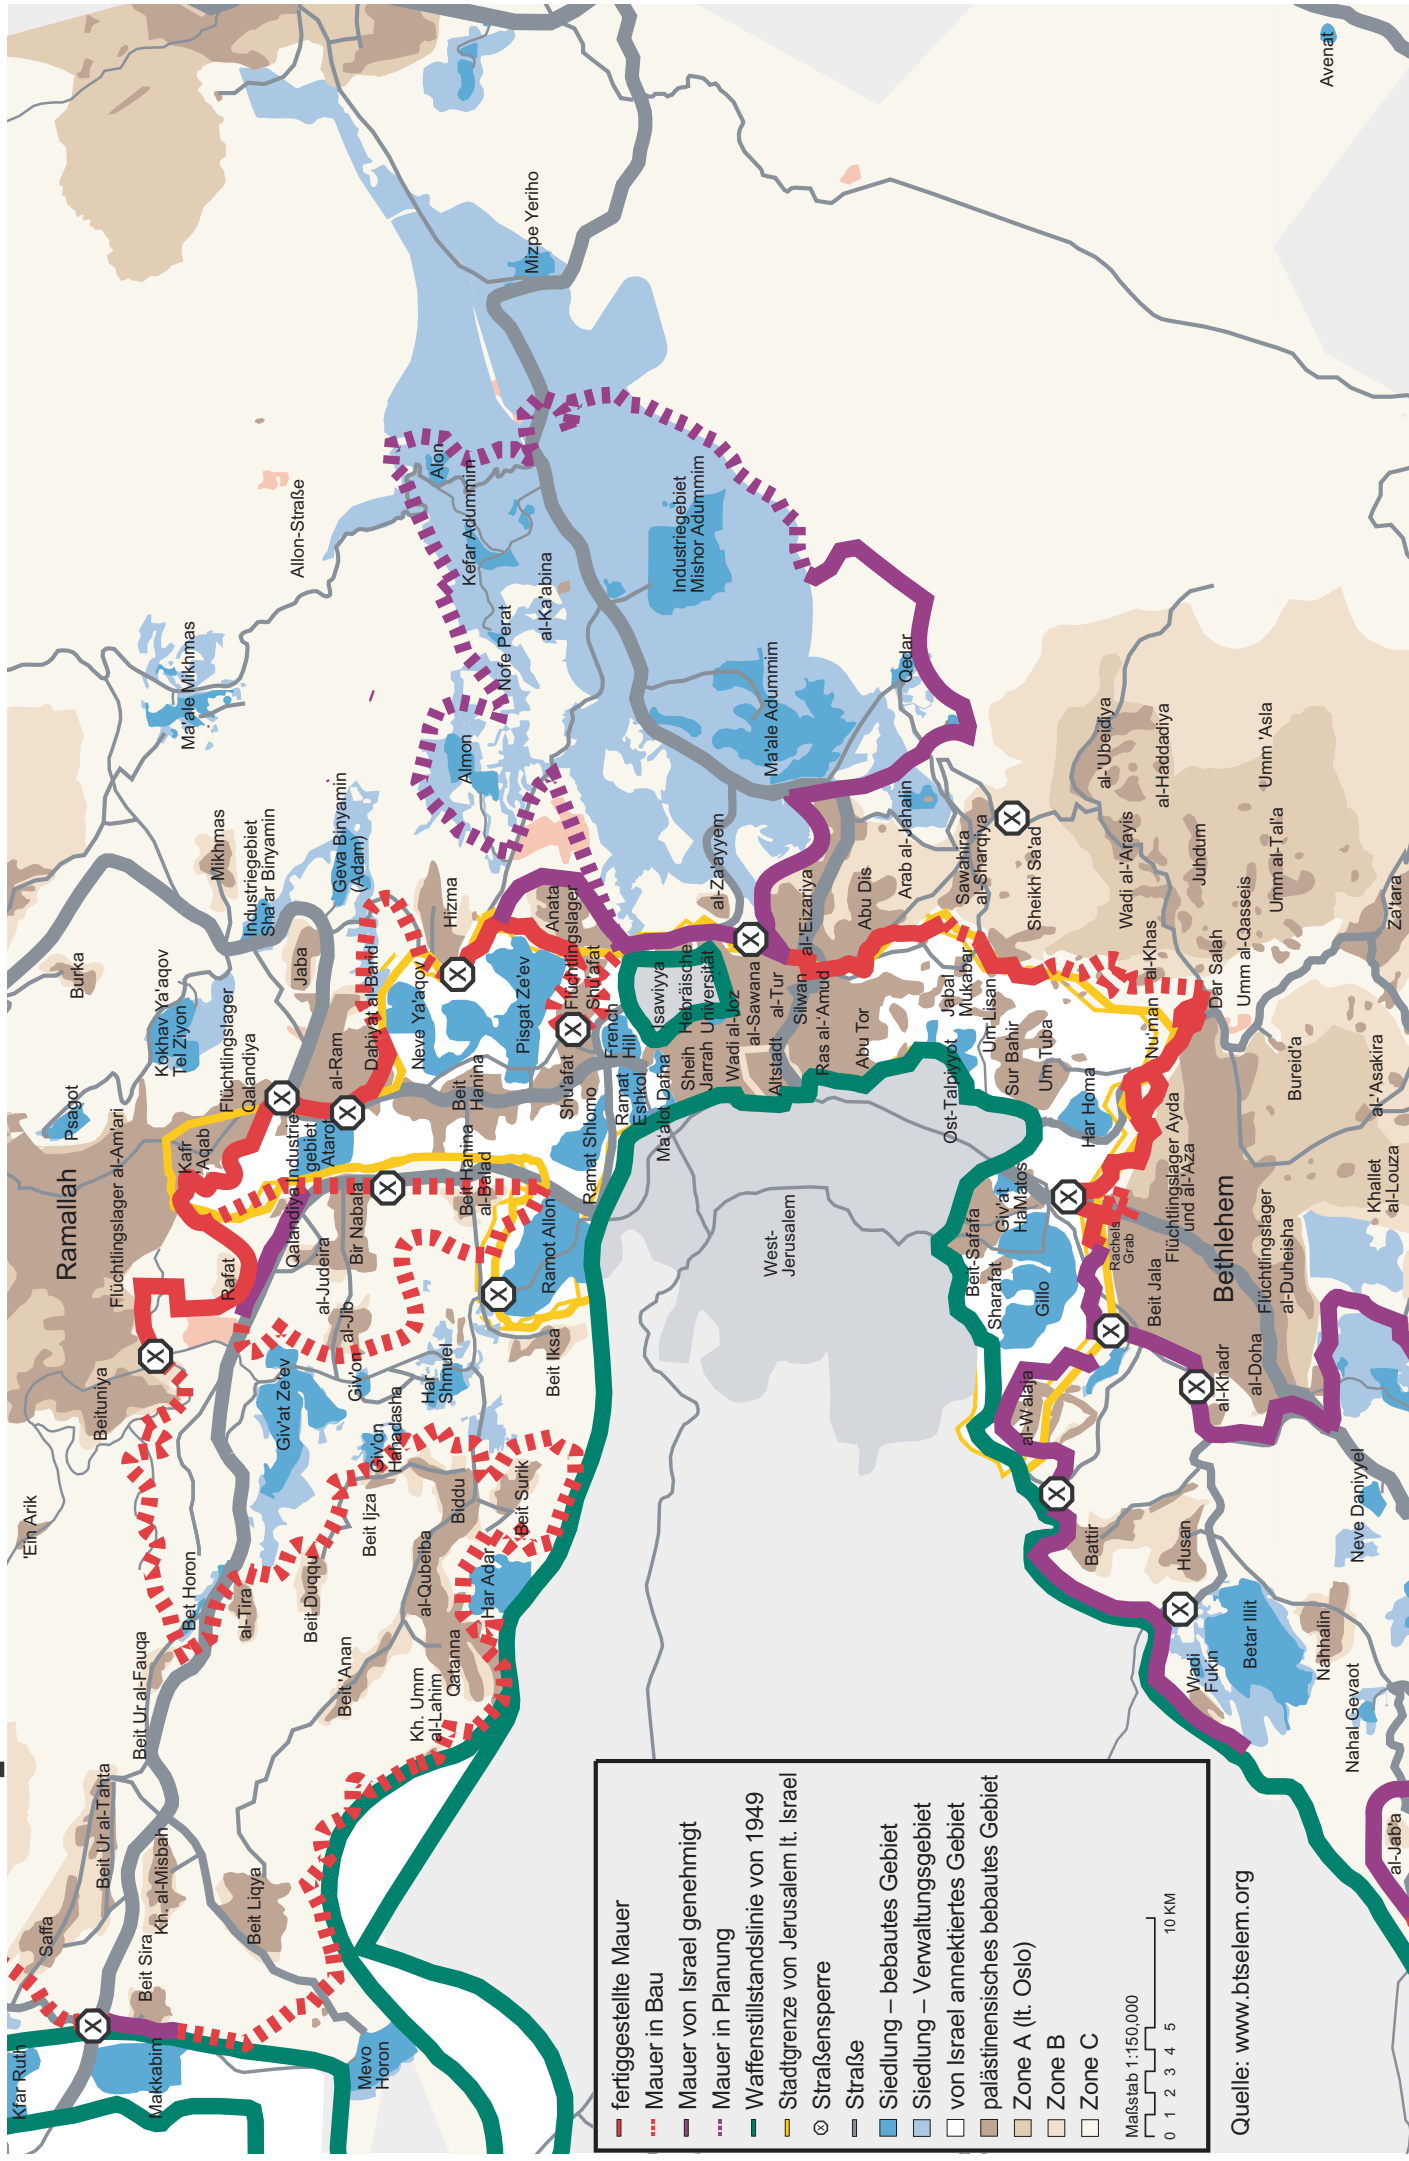 Ramallah
Flüchtlingslager al-Am'ari
Psagot
Burka
Beituniya
'Ein Arik
Beit Ur al-Fauqa
Beit Ur al-Tahta
Saffa
Kfar Ruth
Makkabim
Beit Sira
Kh. al-Misbah
Beit Liqya
Mevo
Horon
Bet Horon
al-Tira
Beit Duqqu
Beit 'Anan
Kh. Umm
al-Lahim
Qatanna
al-Qubeiba
Beit Ijza
Biddu
Beit Surik
Har Adar
Giv'on
Hahadasha
Giv'at Ze'ev
Giv'on
Har
Shmuel
Beit Iksa
Ramot Allon
al-Jib
al-Judeira
Bir Nabala
Rafat
Qalandiya
Industrie-
gebiet
Atarot
Kafr
'Aqab
Flüchtlingslager
Qalandiya
Kokhav Ya'aqov
Tel Ziyon
Mikhmas
Industriegebiet
Sha'ar Binyamin
Geva Binyamin
(Adam)
Jaba
al-Ram
Dahiyat al-Barid
Neve Ya'aqov
Hizma
Beit
Hanina
Beit Hanina
al-Balad
Pisgat Ze'ev
Anata
Flüchtlingslager
Shu'afat
Shu'afat
Ramat Shlomo
French
Hill
Ramat
Eshkol
Ma'alot Dafna
Isawiyya
Hebräische
Universität
Sheih
Jarrah
Wadi al-Joz
al-Sawana
al-Tur
Altstadt
Silwan
Ras al-'Amud
Abu Tor
al-Za'ayyem
al-'Eizariya
Abu Dis
Arab al-Jahalin
Sawahira
al-Sharqiya
Sheikh Sa'ad
Jabal
Mukabar
Ost-Talpiyyot
Um Lisan
Sur Bahir
Um Tuba
Har Homa
Nu'man
al-Khas
Dar Salah
Umm al-Qasseis
Wadi al-'Arayis
Juhdum
Umm al-Tal'a
Umm 'Asla
al-Haddadiya
al-'Ubeidiya
Za'tara
Bureid'a
al-'Asakira
Khallet
al-Louza
Ma'ale Mikhmas
Allon-Straße
Almon
Nofe Perat
Kefar Adummim
Alon
al-Ka'abina
Industriegebiet
Mishor Adummim
Ma'ale Adummim
Qedar
Mizpe Yeriho
Avenat
West-
Jerusalem
Beit-Safafa
Giv'at
HaMatos
Sharafat
Gillo
Rachels
Grab
Flüchtlingslager Ayda
und al-'Aza
Beit Jala
Bethlehem
Flüchtlingslager
al-Duheisha
al-Doha
al-Khadr
al-Walaja
Battir
Husan
Neve Daniyyel
Wadi
Fukin
Betar Illit
Nahhalin
Nahal Gevaot
al-Jab'a
fertiggestellte Mauer
Mauer in Bau
Mauer von Israel genehmigt
Mauer in Planung
Waffenstillstandslinie von 1949
Stadtgrenze von Jerusalem lt. Israel
Straßensperre
Straße
Siedlung – bebautes Gebiet
Siedlung – Verwaltungsgebiet
von Israel annektiertes Gebiet
palästinensisches bebautes Gebiet
Zone A (lt. Oslo)
Zone B
Zone C
Maßstab 1:150,000
0 1 2 3 4 5 10 KM
Quelle: www.btselem.org